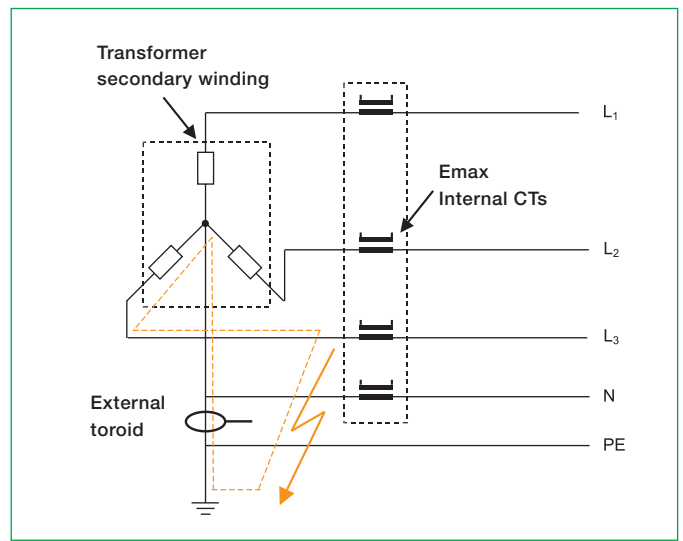 Transformer
secondary winding
L₁
Emax
Internal CTs
L₂
L₃
External
toroid
N
PE